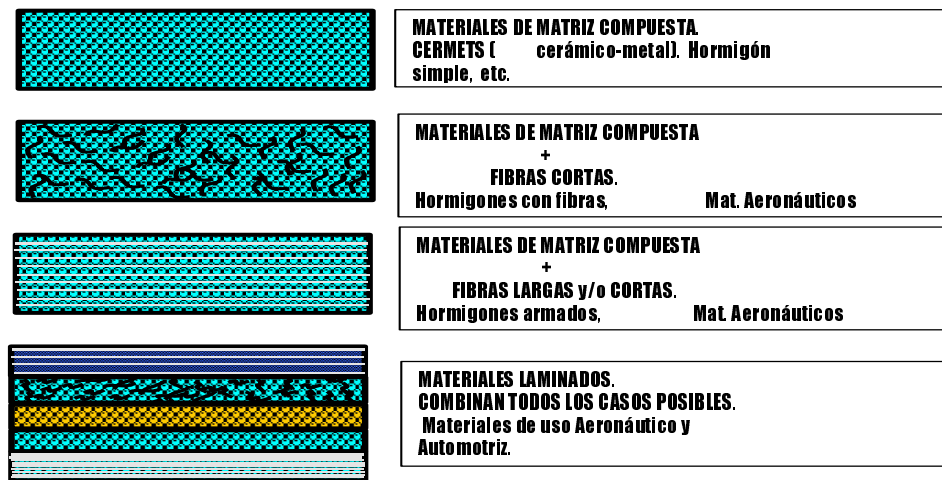 MATERIALES DE MATRIZ COMPUESTA.
CERMETS ( cerámico-metal). Hormigón
simple, etc.
MATERIALES DE MATRIZ COMPUESTA
+
FIBRAS CORTAS.
Hormigones con fibras, Mat. Aeronáuticos
MATERIALES DE MATRIZ COMPUESTA
+
FIBRAS LARGAS y/o CORTAS.
Hormigones armados, Mat. Aeronáuticos
MATERIALES LAMINADOS.
COMBINAN TODOS LOS CASOS POSIBLES.
Materiales de uso Aeronáutico y
Automotriz.